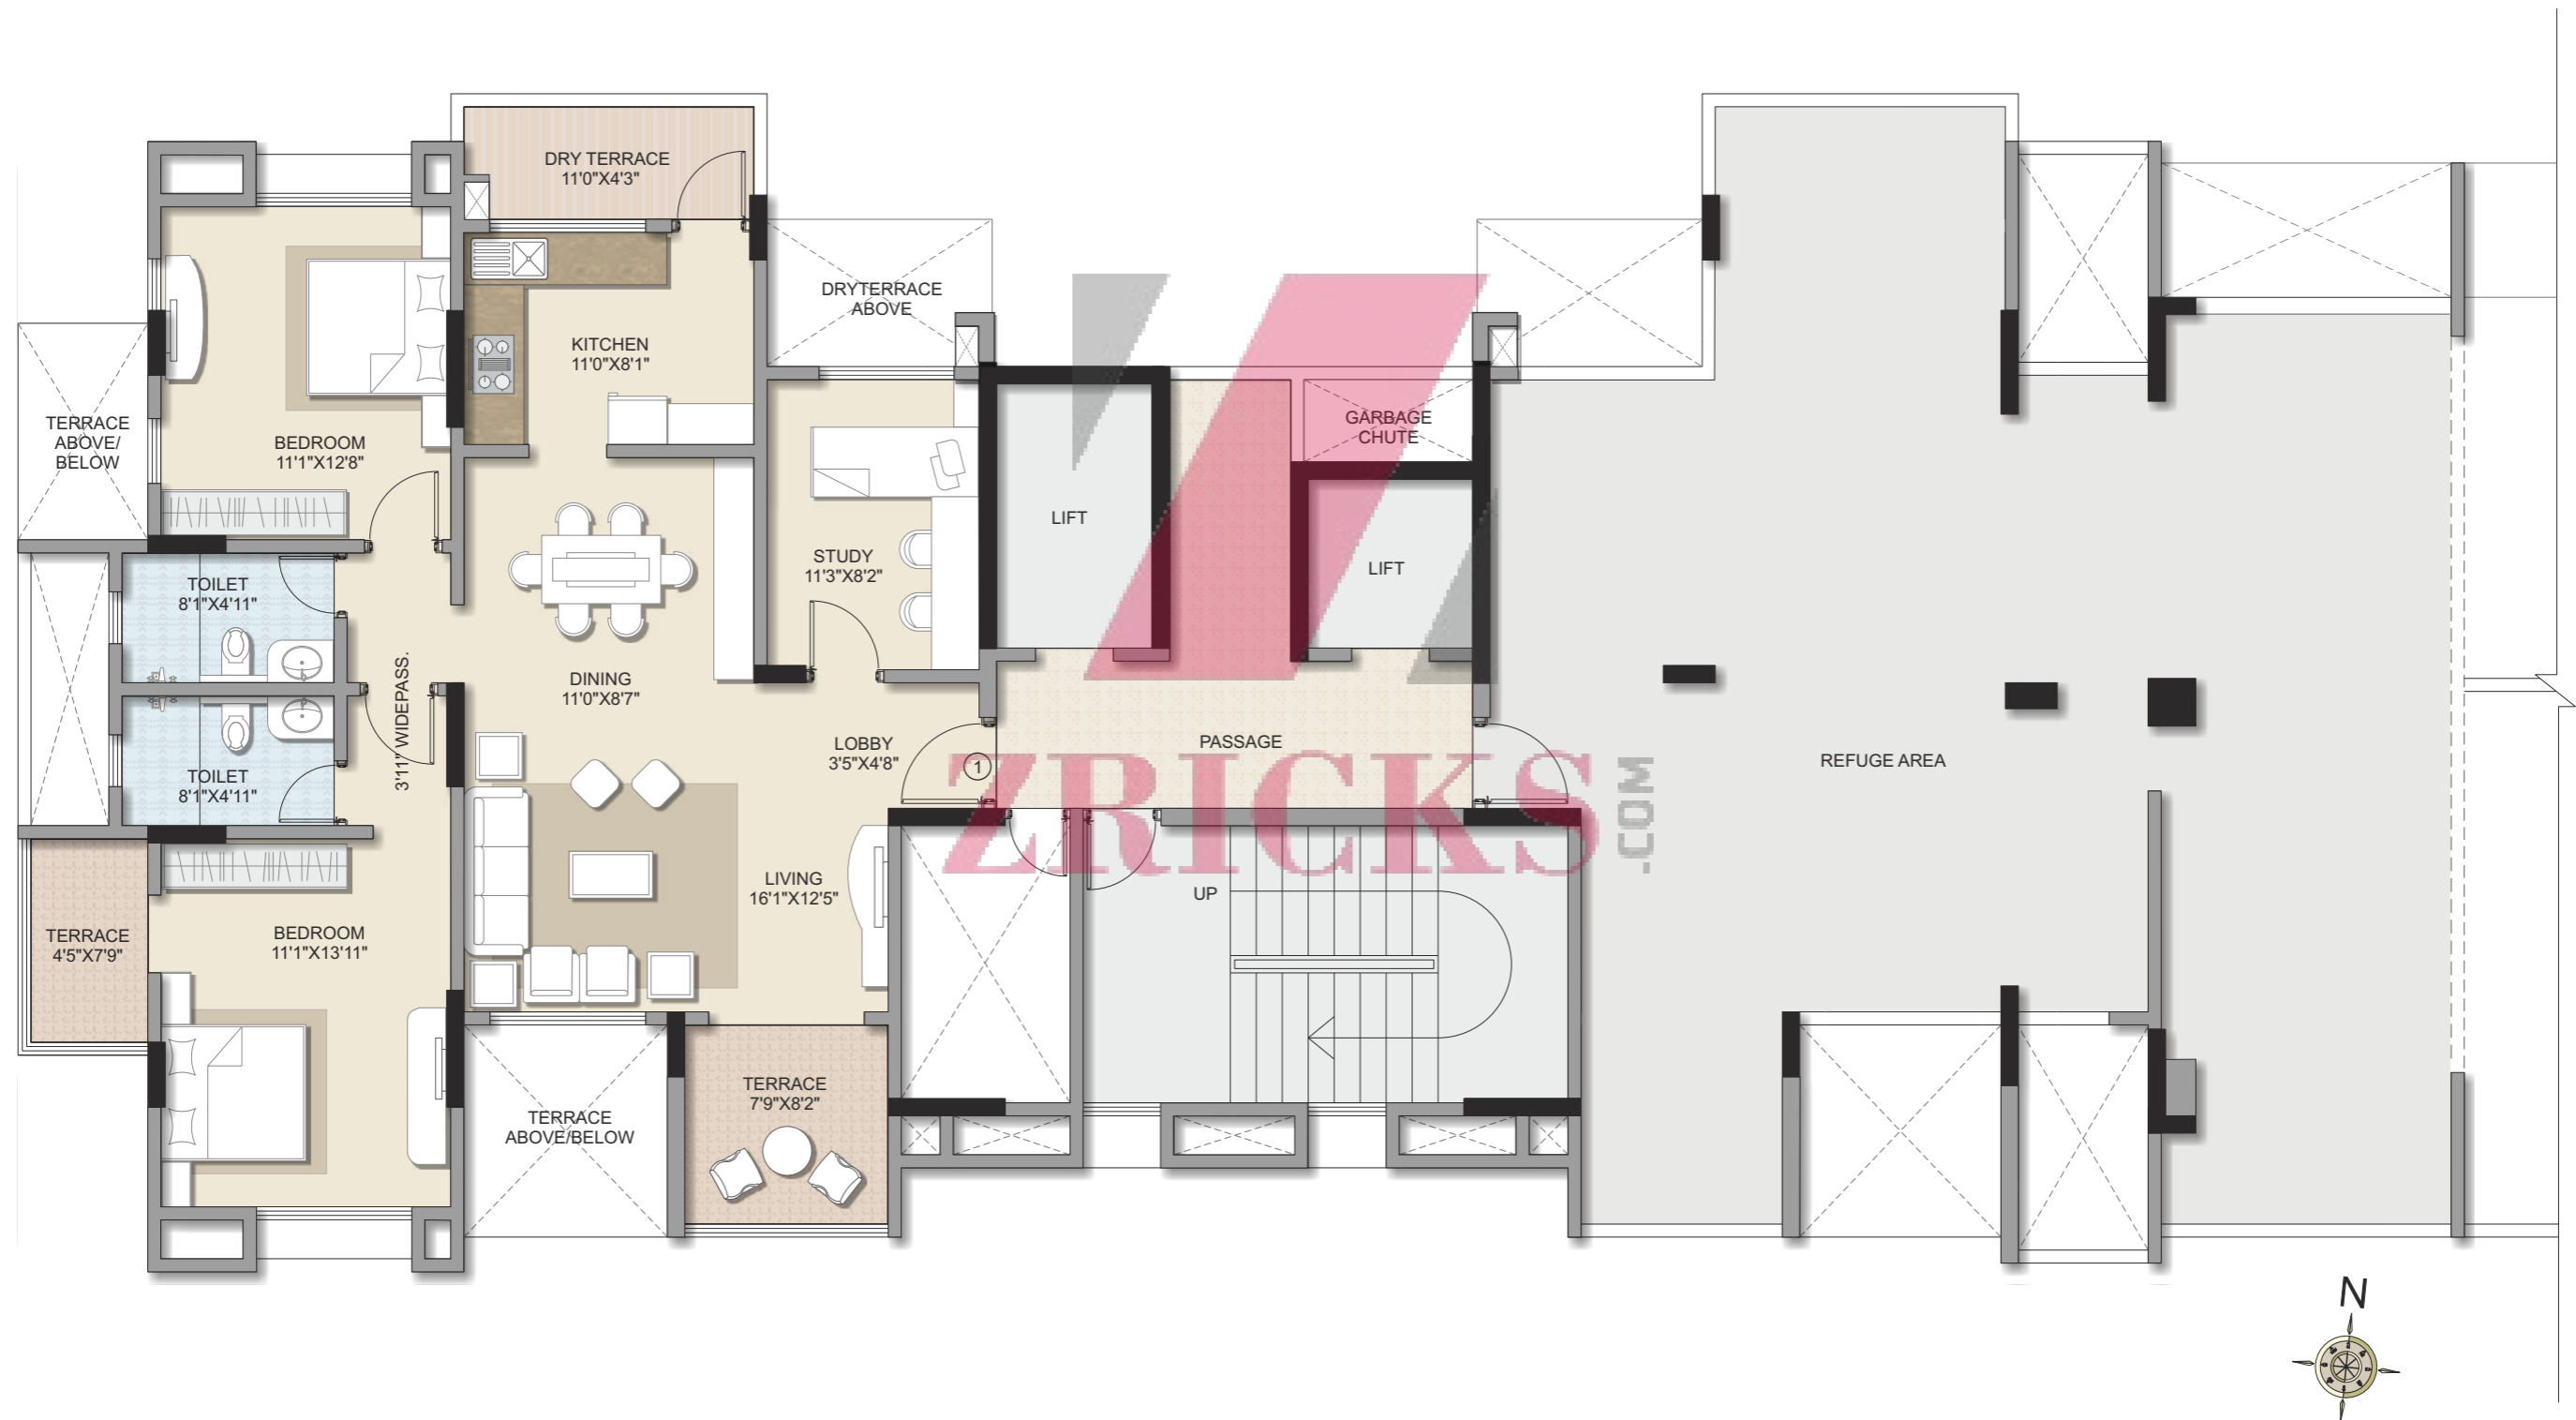 DRY TERRACE
11'0"X4'3"
DRYTERRACE
ABOVE
KITCHEN
11'0"X8'1"
TERRACE
ABOVE/
BELOW
BEDROOM
11'1"X12'8"
GARBAGE
CHUTE
LIFT
LIFT
STUDY
11'3"X8'2"
TOILET
8'1"X4'11"
DINING
11'0"X8'7"
3'11" WIDEPASS.
LOBBY
3'5"X4'8"
1
PASSAGE
REFUGE AREA
TOILET
8'1"X4'11"
ZRICKS
.COM
LIVING
16'1"X12'5"
UP
TERRACE
4'5"X7'9"
BEDROOM
11'1"X13'11"
TERRACE
7'9"X8'2"
TERRACE
ABOVE/BELOW
N